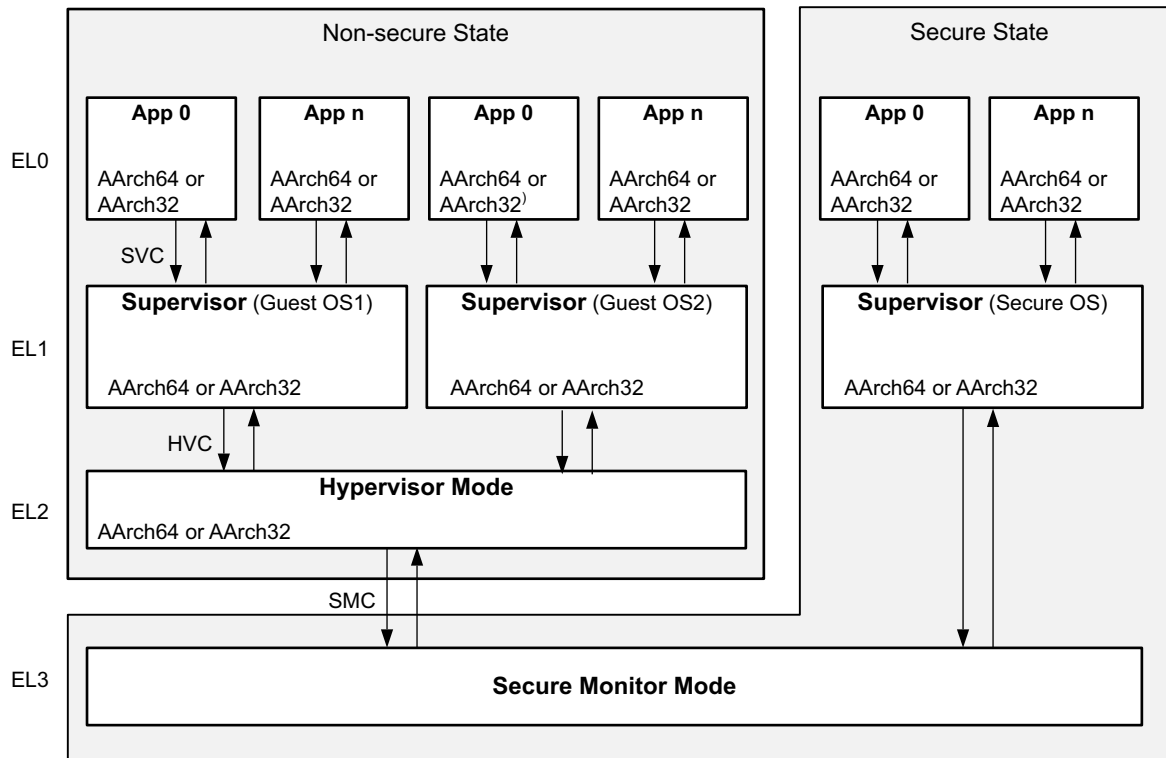 Non-secure State
Secure State
App 0
App n
App 0
App n
App 0
App n
EL0
AArch64 or
AArch32
AArch64 or
AArch32
AArch64 or
AArch32)
AArch64 or
AArch32
AArch64 or
AArch32
AArch64 or
AArch32
SVC
Supervisor (Guest OS1)
Supervisor (Guest OS2)
Supervisor (Secure OS)
EL1
AArch64 or AArch32
AArch64 or AArch32
AArch64 or AArch32
HVC
Hypervisor Mode
EL2
AArch64 or AArch32
SMC
EL3
Secure Monitor Mode